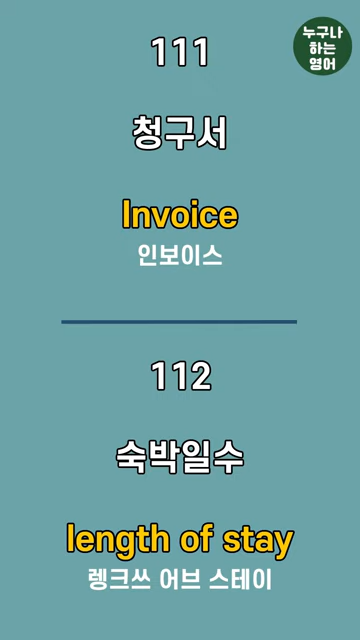 누구나
하는
영어
111
청구서
Invoice
인보이스
112
숙박일수
length of stay
렝크쓰 어브 스테이